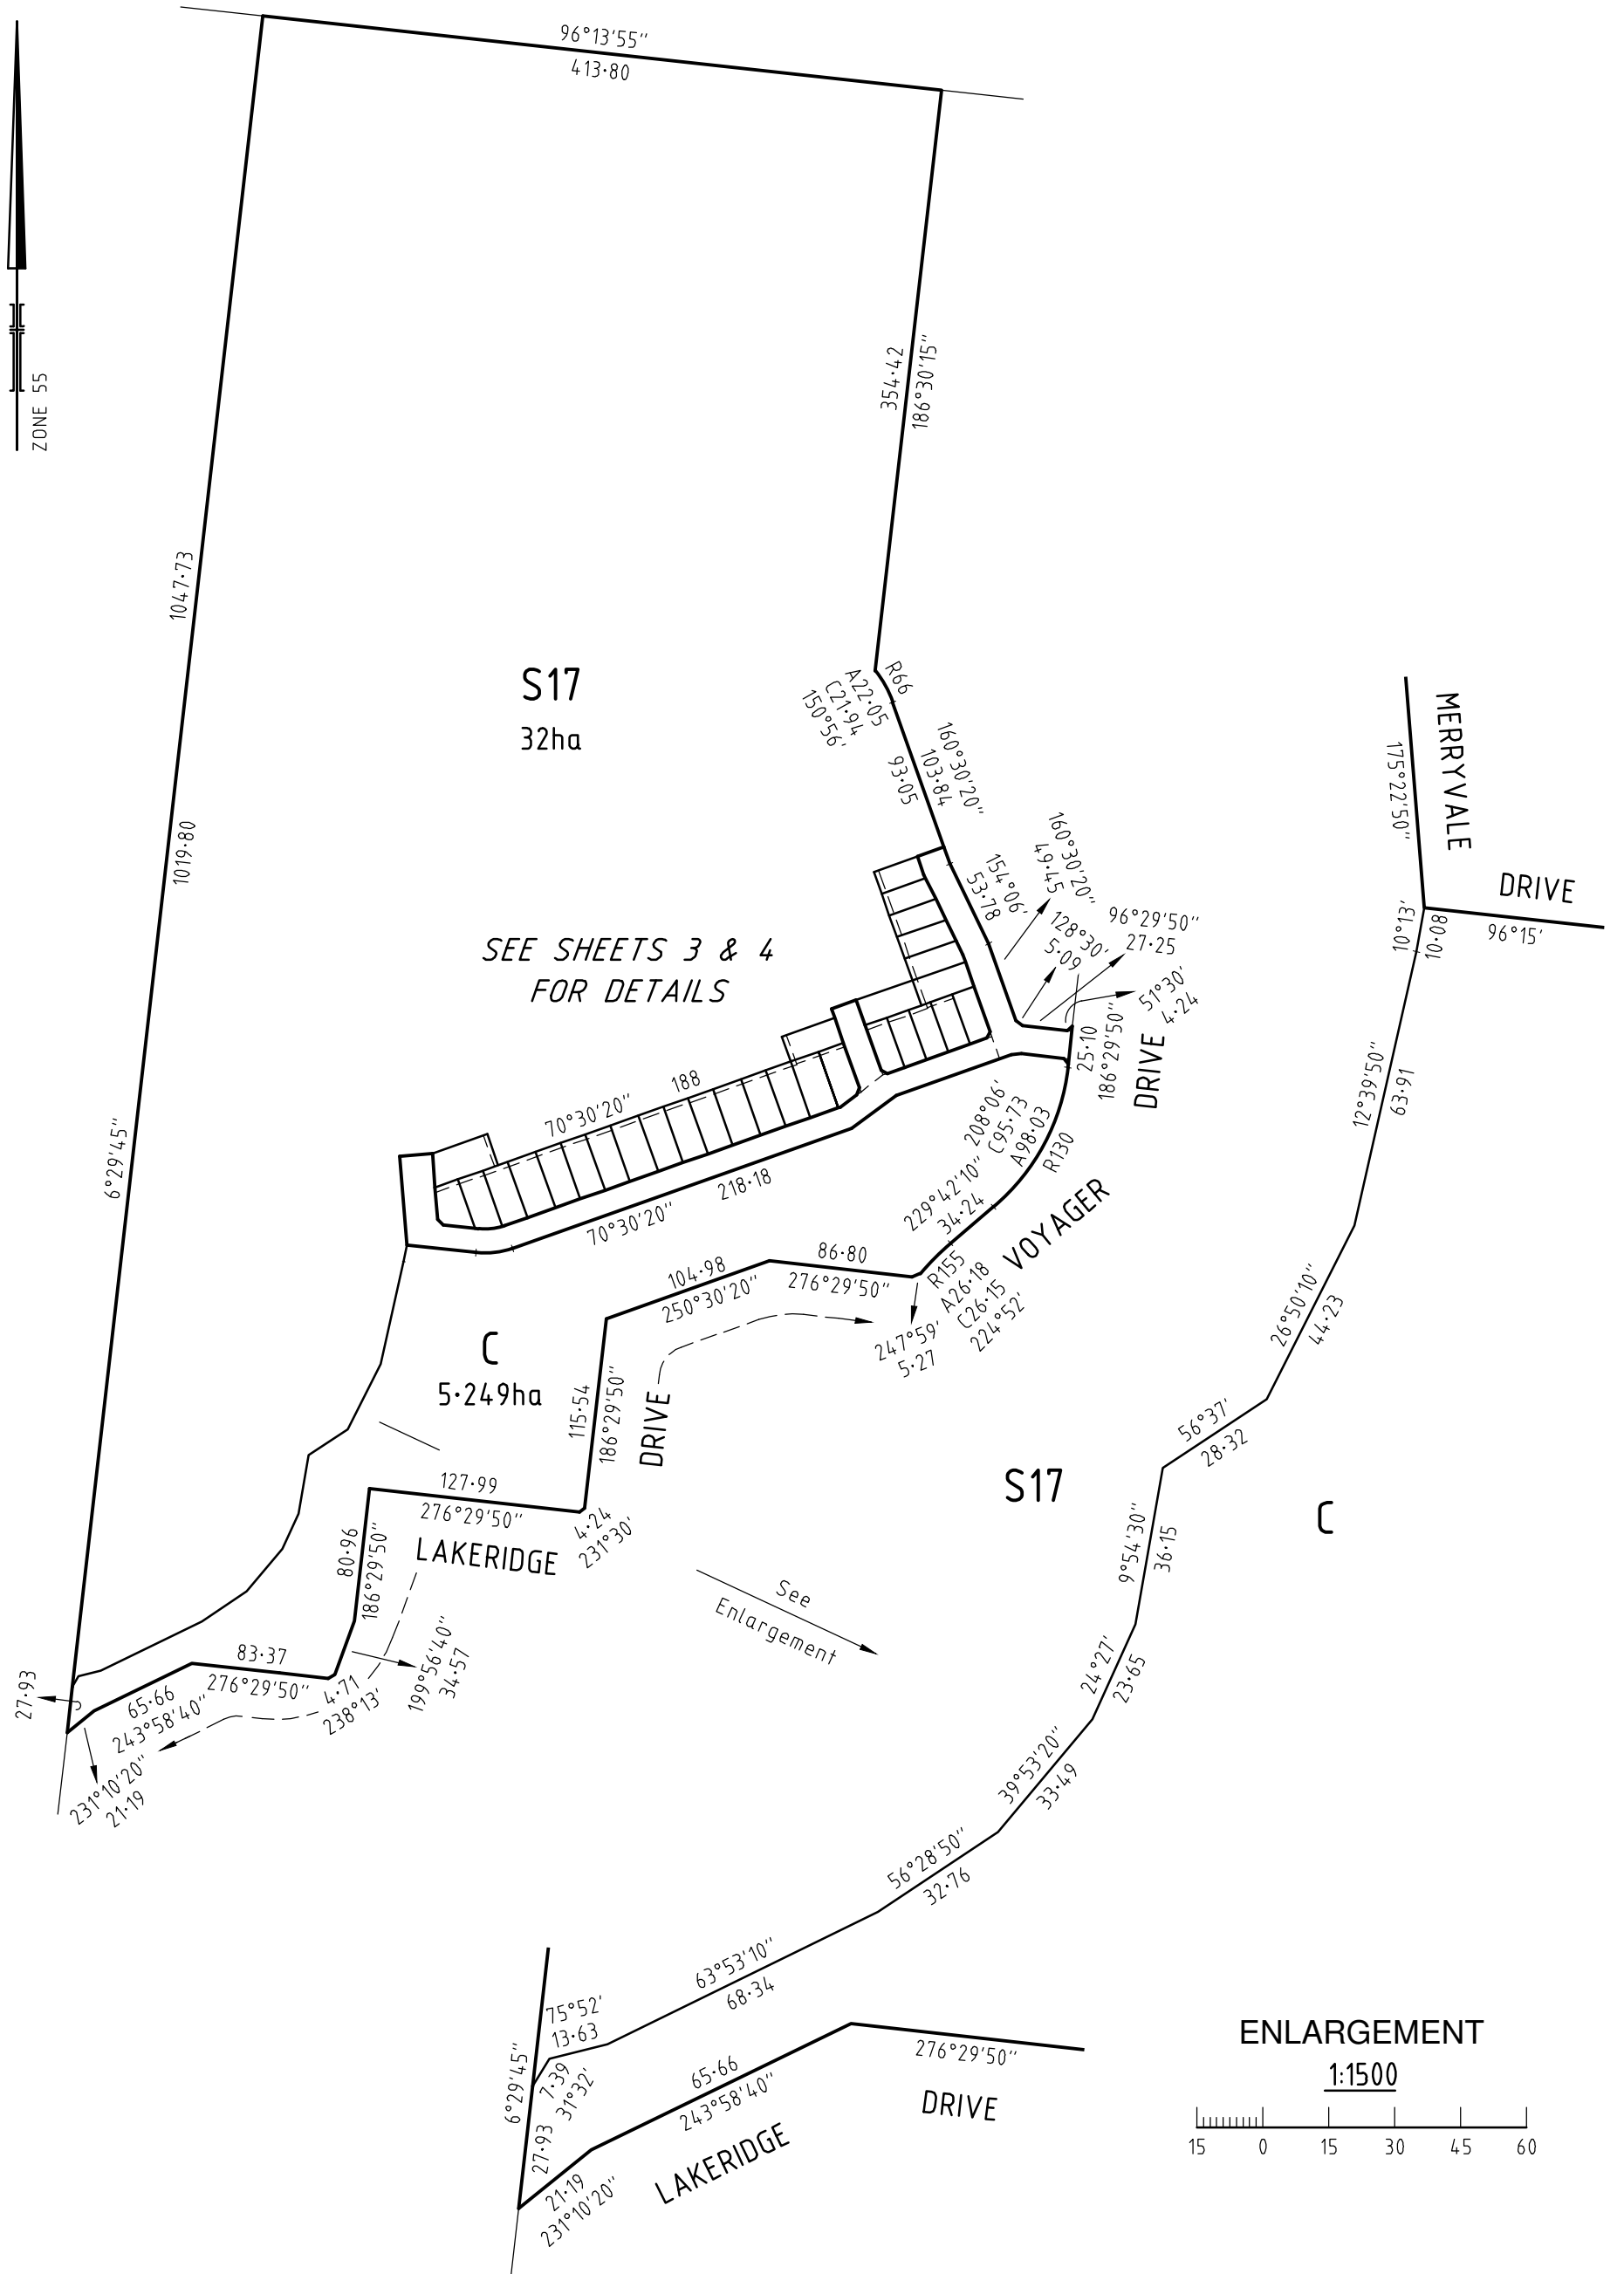 96°13'55"
413·80
ZONE 55
354·42
186°30'15"
1047·73
S17
32ha
R66
A22·05
C21·94
150°56'
160°30'20"
103·84
93·05
MERRYVALE
175°22'50"
DRIVE
96°15'
10°13'
10·08
1019·80
160°30'20"
49·45
154°06'
53·78
128°30'
5·09
96°29'50"
27·25
51°30'
4·24
SEE SHEETS 3 & 4
FOR DETAILS
25·10
186°29'50"
DRIVE
12°39'50"
63·91
188
70°30'20"
208°06'
C95·73
A98·03
R130
6°29'45"
218·18
70°30'20"
229°42'10"
34·24
VOYAGER
86·80
276°29'50"
104·98
250°30'20"
R155
A26·18
C26·15
224°52'
247°59'
5·27
26°50'10"
44·23
C
5·249ha
115·54
186°29'50"
DRIVE
56°37'
28·32
127·99
276°29'50"
4·24
231°30'
LAKERIDGE
S17
C
80·96
186°29'50"
9°54'30"
36·15
See
Enlargement
199°56'40"
34·57
24°27'
23·65
83·37
276°29'50"
4·71
238°13'
27·93
65·66
243°58'40"
231°10'20"
21·19
39°53'20"
33·49
56°28'50"
32·76
63°53'10"
68·34
75°52'
13·63
7·39
31°32'
6°29'45"
27·93
65·66
243°58'40"
276°29'50"
DRIVE
LAKERIDGE
21·19
231°10'20"
ENLARGEMENT
1:1500
15 0 15 30 45 60